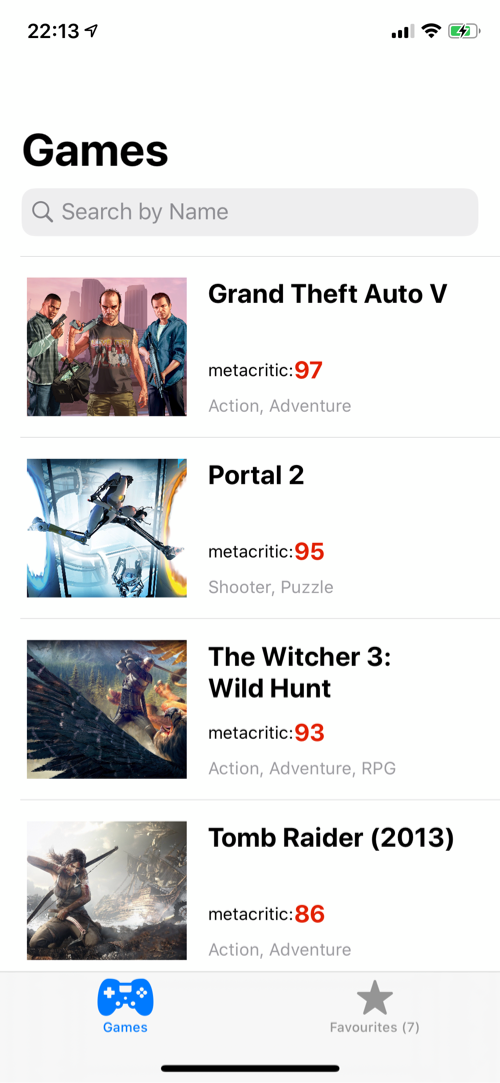 22:13
Games
Search by Name
Grand Theft Auto V
metacritic:97
Action, Adventure
Portal 2
metacritic:95
Shooter, Puzzle
The Witcher 3:
Wild Hunt
metacritic:93
Action, Adventure, RPG
Tomb Raider (2013)
metacritic:86
Action, Adventure
Games
Favourites (7)